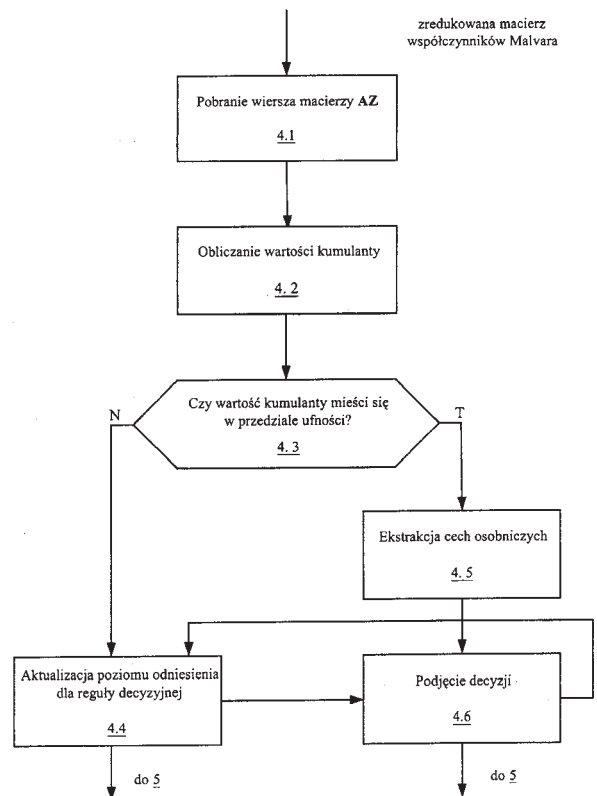 zredukowana macierz
współczynników Malvara
Pobranie wiersza macierzy AZ
4.1
Obliczanie wartości kumulanty
4. 2
Czy wartość kumulanty mieści się
w przedziale ufności?
4. 3
N
T
Ekstrakcja cech osobniczych
4. 5
Aktualizacja poziomu odniesienia
dla reguły decyzyjnej
4.4
Podjęcie decyzji
4.6
do 5
do 5